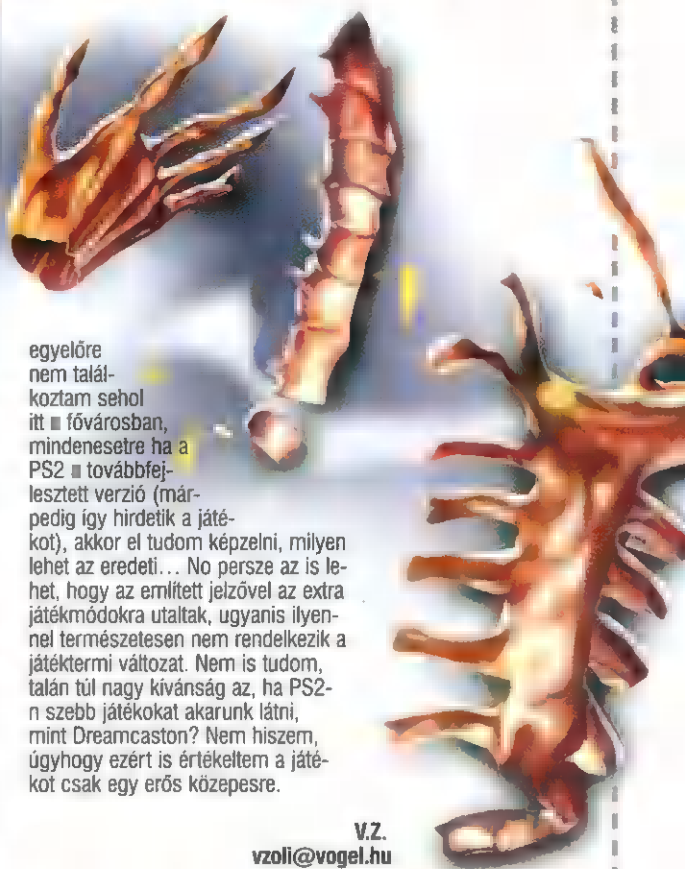 egyelőre
nem talál-
koztam sehol
itt ■ fővárosban,
mindenesetre ha a
PS2 ■ továbbfej-
lesztett verzió (már-
pedig így hirdetik a játé-
kot), akkor el tudom képzelni, milyen
lehet az eredeti... No persze az is le-
het, hogy az említett jelzővel az extra
játékmódokra utaltak, ugyanis ilyen-
nel természetesen nem rendelkezik a
játéktermi változat. Nem is tudom,
talán túl nagy kívánság az, ha PS2-
n szebb játékokat akarunk látni,
mint Dreamcaston? Nem hiszem,
úgyhogy ezért is értékeltem a játé-
kot csak egy erős közepesre.
V.Z.
vzoli@vogel.hu